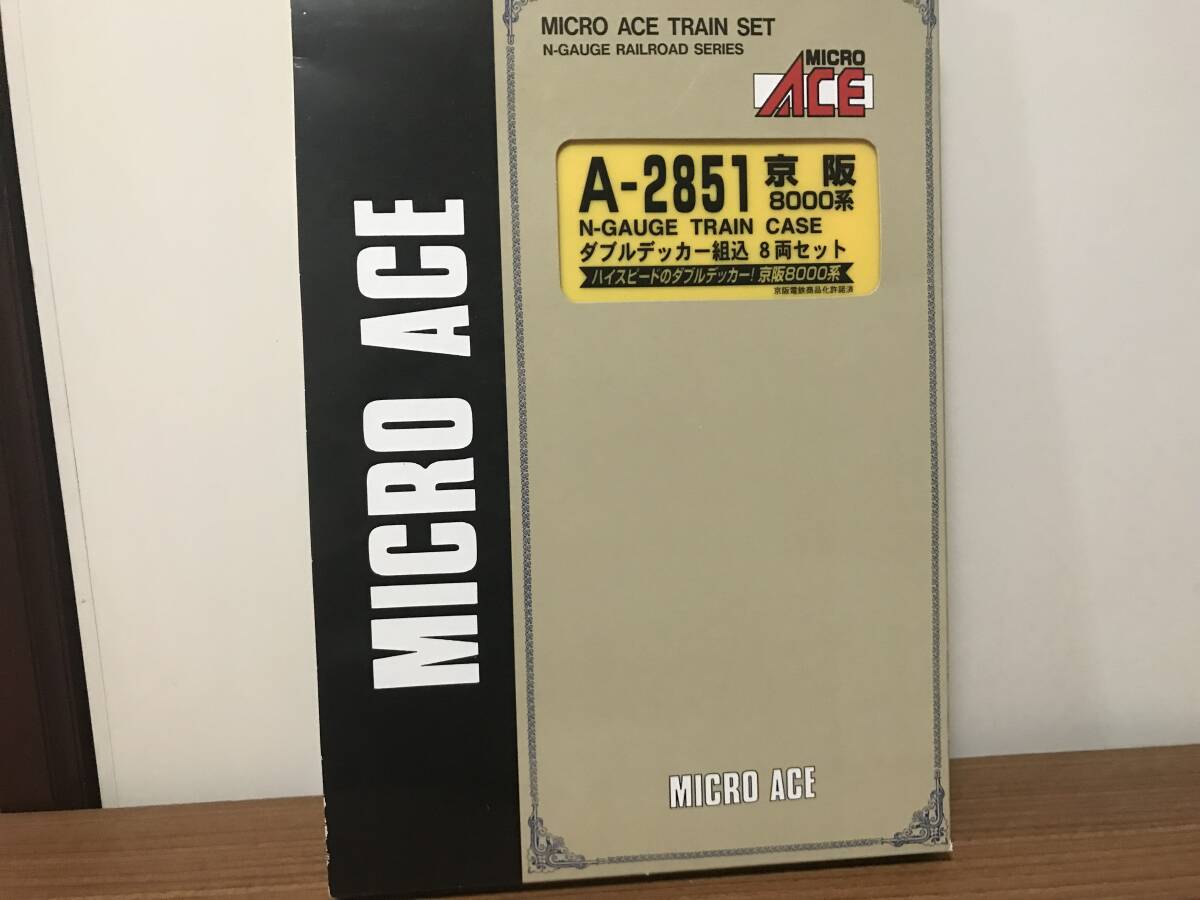 MICRO ACE TRAIN SET
N-GAUGE RAILROAD SERIES
MICRO
ACE
A-2851 京阪
8000系
N-GAUGE TRAIN CASE
ダブルデッカー組込 8両セット
ハイスピードのダブルデッカー! 京阪8000系
京阪電鉄商品化許諾済
MICRO ACE
MICRO ACE